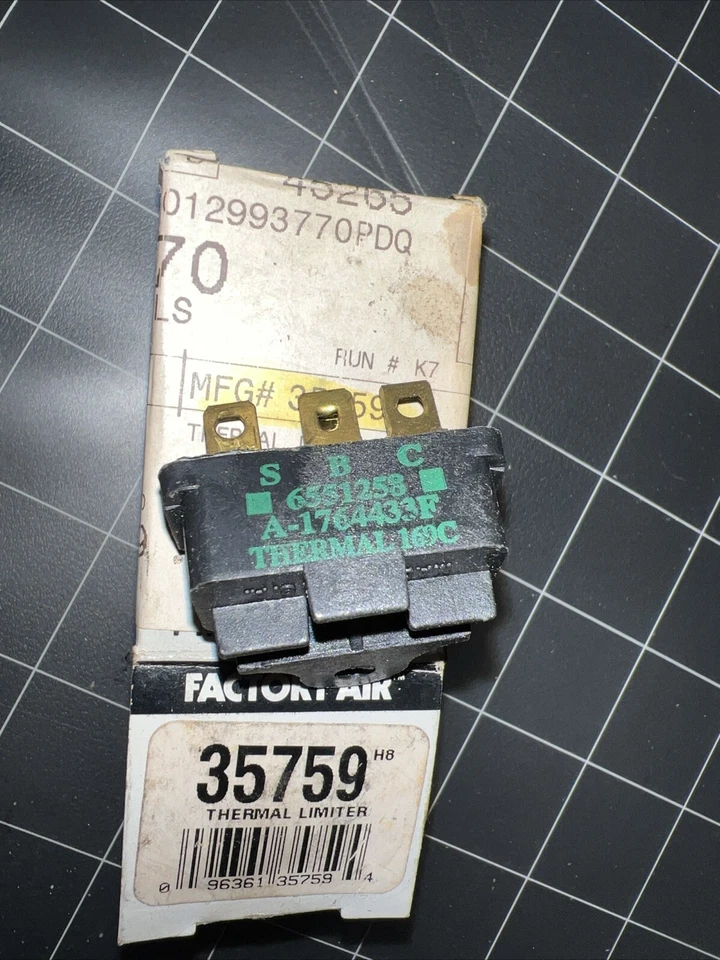 45265
012993770PDQ
70
LS
RUN # K7
MFG# 35759
S B C
6551258
A-1764433F
THERMAL 169C
FACTORY AIR
35759 H8
THERMAL LIMITER
0 96361 35759 4